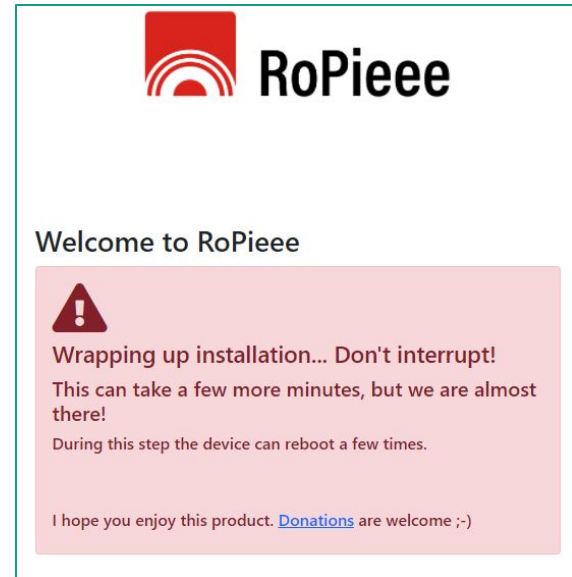 RoPieee
Welcome to RoPieee
Wrapping up installation... Don't interrupt!
This can take a few more minutes, but we are almost
there!
During this step the device can reboot a few times.
I hope you enjoy this product. Donations are welcome ;-)